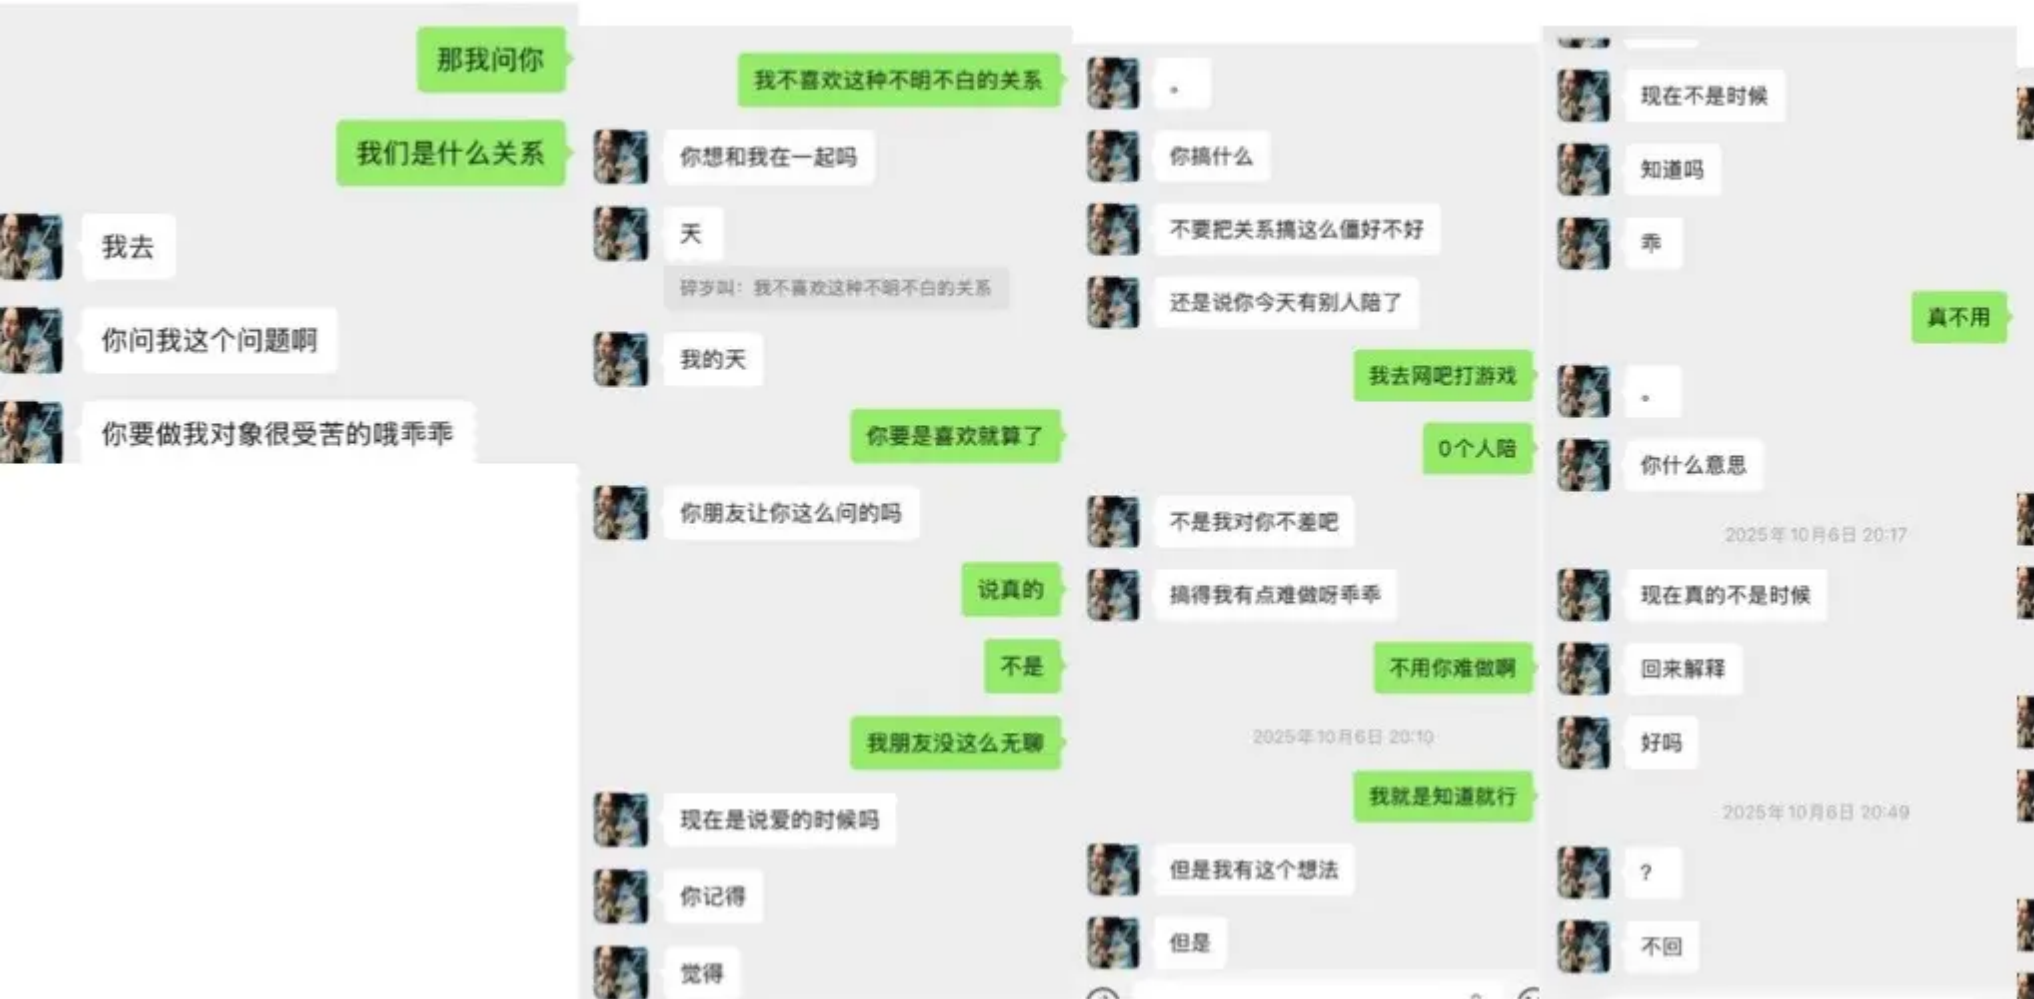 那我问你
我们是什么关系
我去
你问我这个问题啊
你要做我对象很受苦的哦乖乖
我不喜欢这种不明不白的关系
你想和我在一起吗
天
碎岁叫：我不喜欢这种不明不白的关系
我的天
你要是喜欢就算了
你朋友让你这么问的吗
说真的
不是
我朋友没这么无聊
现在是说爱的时候吗
你记得
觉得
。
你搞什么
不要把关系搞这么僵好不好
还是说你今天有别人陪了
我去网吧打游戏
0个人陪
不是我对你不差吧
搞得我有点难做呀乖乖
不用你难做啊
2025年10月6日 20:10
我就是知道就行
但是我有这个想法
但是
现在不是时候
知道吗
乖
真不用
。
你什么意思
2025年10月6日 20:17
现在真的不是时候
回来解释
好吗
2025年10月6日 20:49
?
不回